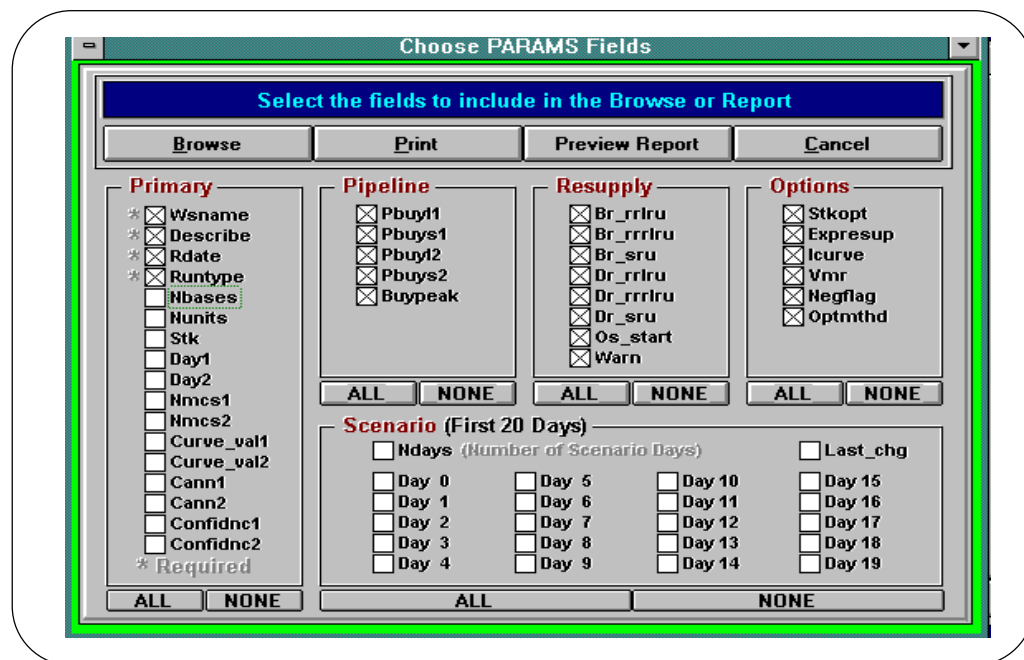 Choose PARAMS Fields
Select the fields to include in the Browse or Report
Browse Print Preview Report Cancel
Primary
* Wsname
* Describe
* Rdate
* Runtype
Nbases
Nunits
Stk
Day1
Day2
Nmcs1
Nmcs2
Curve_val1
Curve_val2
Cann1
Cann2
Confidnc1
Confidnc2
* Required
ALL NONE
Pipeline
Pbuyl1
Pbuys1
Pbuyl2
Pbuys2
Buypeak
ALL NONE
Resupply
Br_rrlru
Br_rrrlru
Br_sru
Dr_rrlru
Dr_rrrlru
Dr_sru
Os_start
Warn
ALL NONE
Options
Stkopt
Expresup
Icurve
Vmr
Negflag
Optmthd
ALL NONE
Scenario (First 20 Days)
Ndays (Number of Scenario Days) Last_chg
Day 0 Day 5 Day 10 Day 15
Day 1 Day 6 Day 11 Day 16
Day 2 Day 7 Day 12 Day 17
Day 3 Day 8 Day 13 Day 18
Day 4 Day 9 Day 14 Day 19
ALL NONE